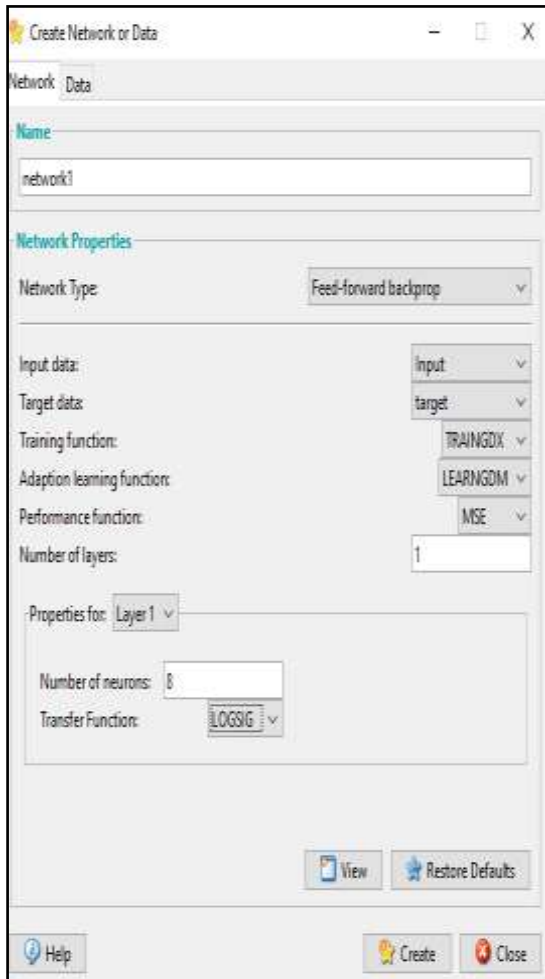 Create Network or Data
Network Data
Name
network1
Network Properties
Network Type: Feed-forward backprop
Input data: Input
Target data: target
Training function: TRAINGDX
Adaption learning function: LEARNGDM
Performance function: MSE
Number of layers: 1
Properties for: Layer 1
Number of neurons: 8
Transfer Function: LOGSIG
View Restore Defaults
Help Create Close